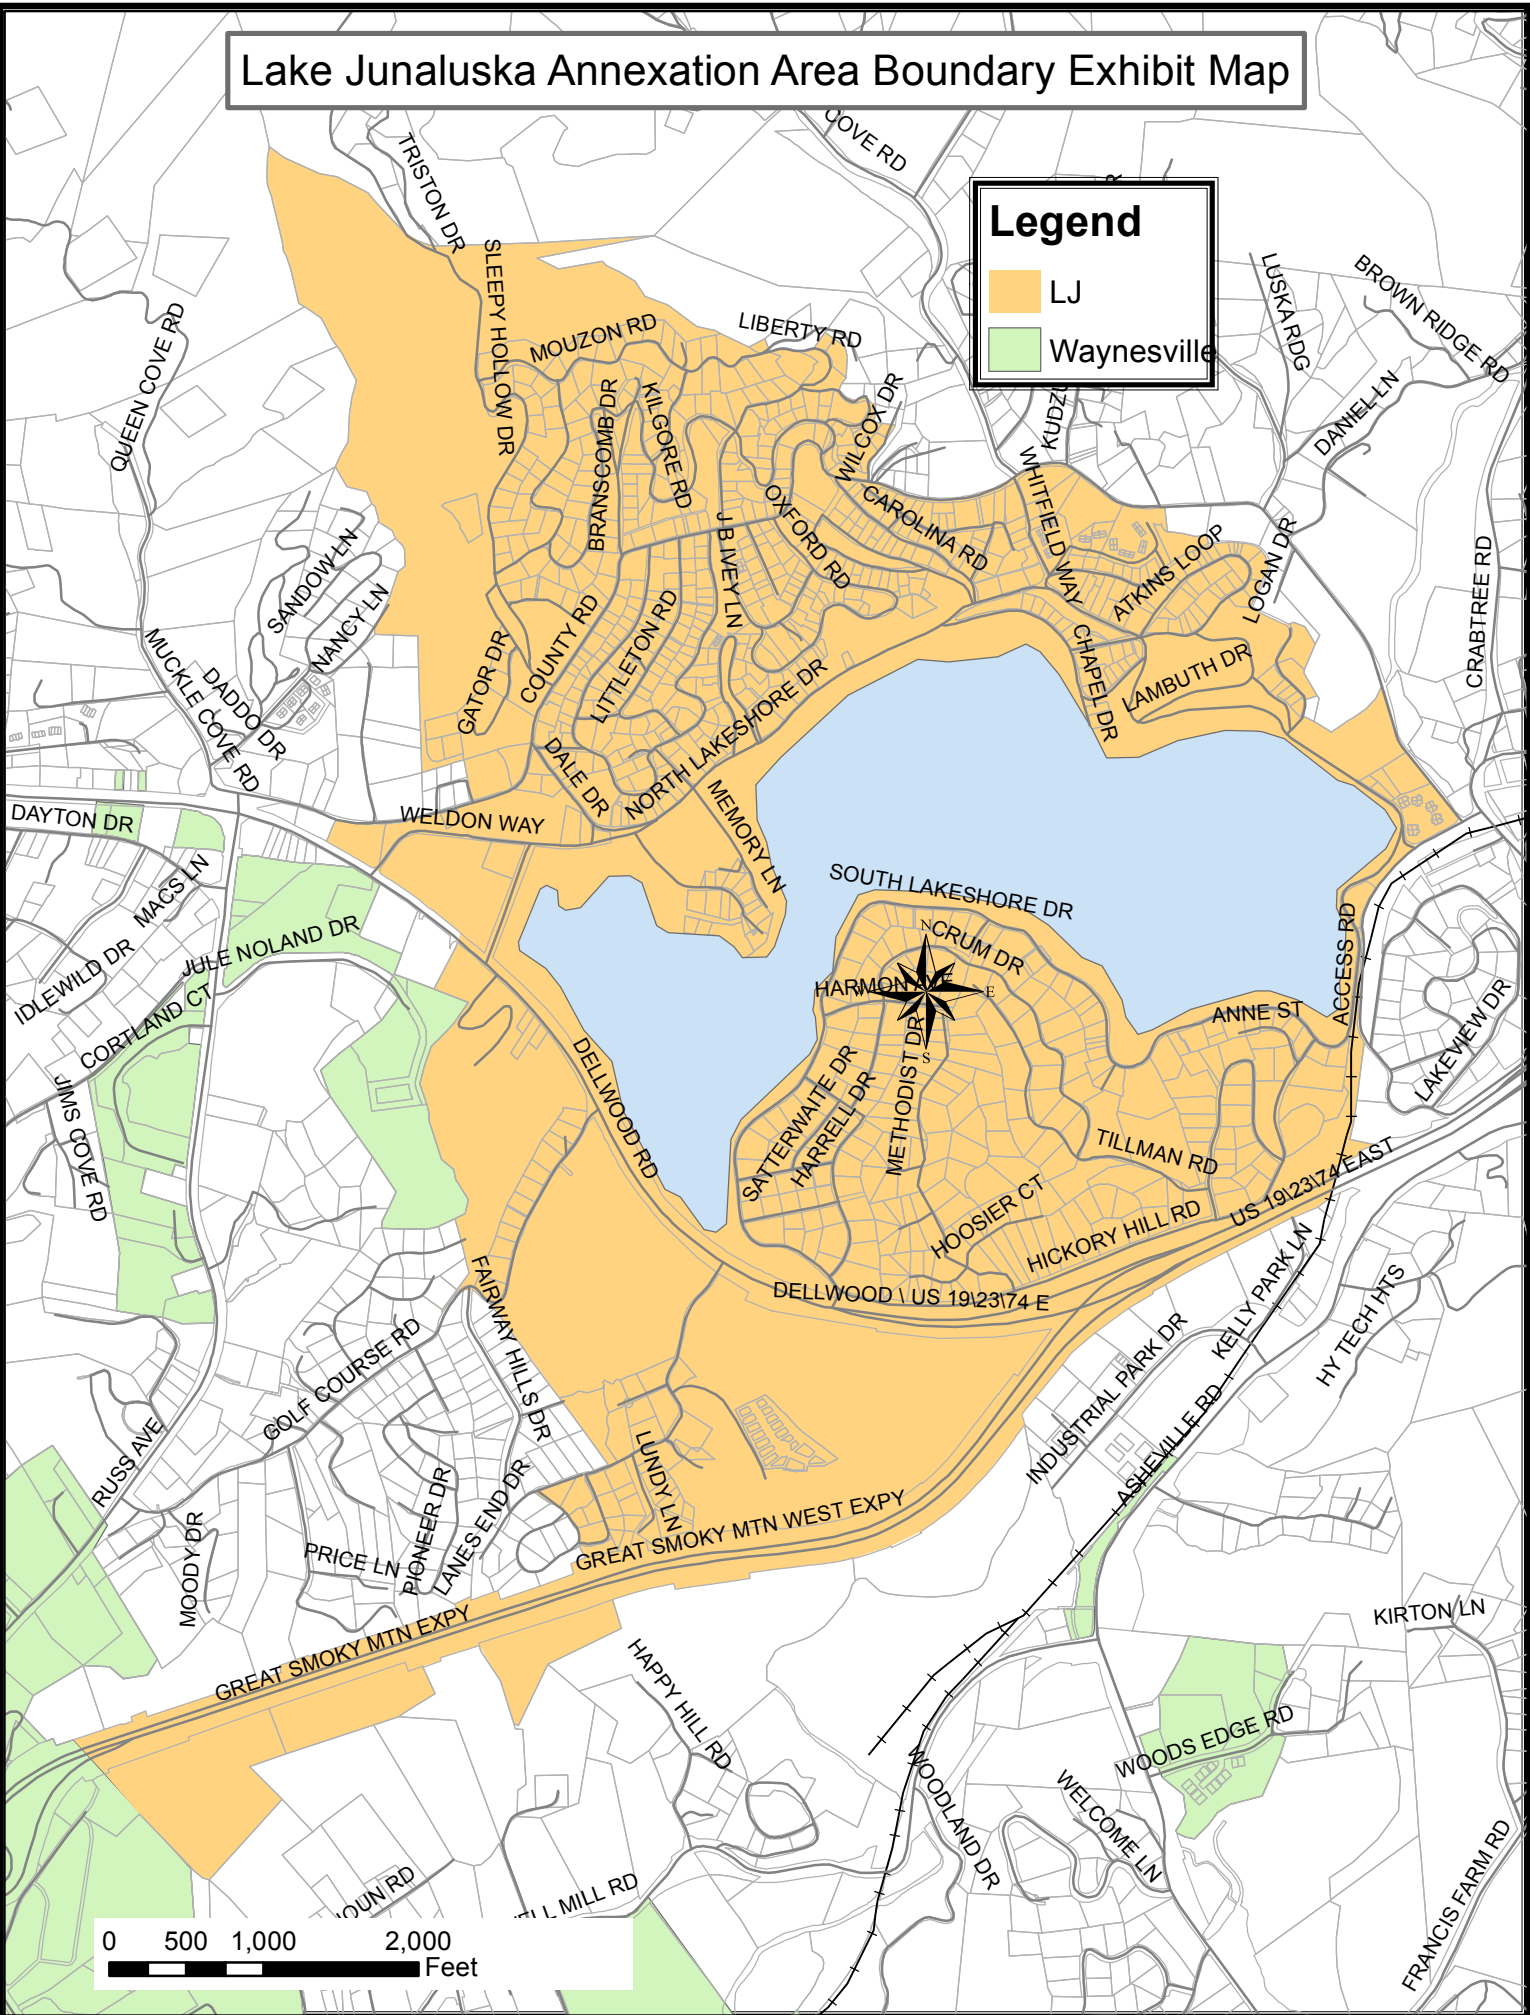 Lake Junaluska Annexation Area Boundary Exhibit Map
COVE RD
TRISTON DR
Legend
LJ
Waynesville
SLEEPY HOLLOW DR
LUSKA RDG
BROWN RIDGE RD
QUEEN COVE RD
MOUZON RD
LIBERTY RD
BRANSCOMB DR
KILGORE RD
WILCOX DR
KUDZU
DANIEL LN
WHITFIELD WAY
OXFORD RD
CAROLINA RD
J B IVEY LN
ATKINS LOOP
LOGAN DR
CRABTREE RD
SANDOW LN
NANCY LN
MUCKLE COVE RD
DADDO DR
GATOR DR
COUNTY RD
LITTLETON RD
CHAPEL DR
LAMBUTH DR
NORTH LAKESHORE DR
DALE DR
MEMORY LN
WELDON WAY
DAYTON DR
MACS LN
SOUTH LAKESHORE DR
IDLEWILD DR
JULE NOLAND DR
CORTLAND CT
N
CRUM DR
HARMON AVE
E
S
ACCESS RD
ANNE ST
LAKEVIEW DR
JIMS COVE RD
DELLWOOD RD
SATTERWAITE DR
HARRELL DR
METHODIST DR
TILLMAN RD
HOOSIER CT
HICKORY HILL RD
US 19\23\74 EAST
DELLWOOD \ US 19\23\74 E
KELLY PARK LN
HY TECH HTS
FAIRWAY HILLS DR
GOLF COURSE RD
INDUSTRIAL PARK DR
ASHEVILLE RD
RUSS AVE
LUNDY LN
PIONEER DR
LANES END DR
MOODY DR
PRICE LN
GREAT SMOKY MTN WEST EXPY
GREAT SMOKY MTN EXPY
KIRTON LN
HAPPY HILL RD
WOODS EDGE RD
WOODLAND DR
WELCOME LN
FRANCIS FARM RD
OUN RD
ELL MILL RD
0 500 1,000 2,000
Feet